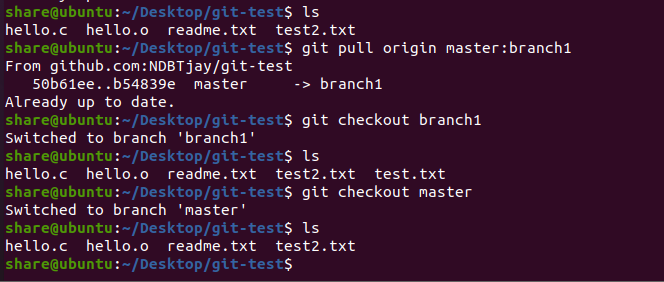 share@ubuntu:~/Desktop/git-test$ ls
hello.c  hello.o  readme.txt  test2.txt
share@ubuntu:~/Desktop/git-test$ git pull origin master:branch1
From github.com:NDBTjay/git-test
   50b61ee..b54839e  master     -> branch1
Already up to date.
share@ubuntu:~/Desktop/git-test$ git checkout branch1
Switched to branch 'branch1'
share@ubuntu:~/Desktop/git-test$ ls
hello.c  hello.o  readme.txt  test2.txt  test.txt
share@ubuntu:~/Desktop/git-test$ git checkout master
Switched to branch 'master'
share@ubuntu:~/Desktop/git-test$ ls
hello.c  hello.o  readme.txt  test2.txt
share@ubuntu:~/Desktop/git-test$